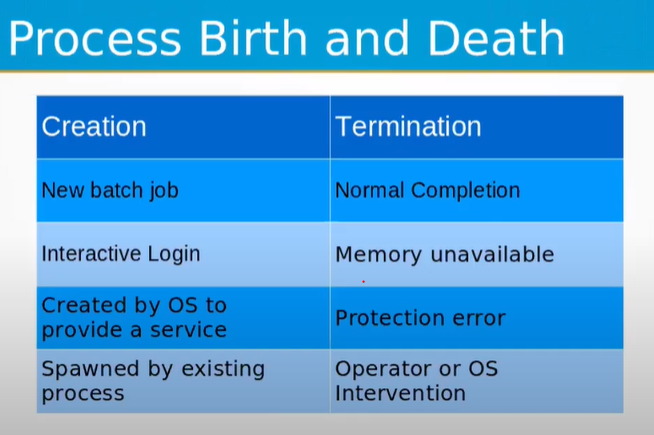 Process Birth and Death
Creation
Termination
New batch job
Normal Completion
Interactive Login
Memory unavailable
Created by OS to
provide a service
Protection error
Spawned by existing
process
Operator or OS
Intervention